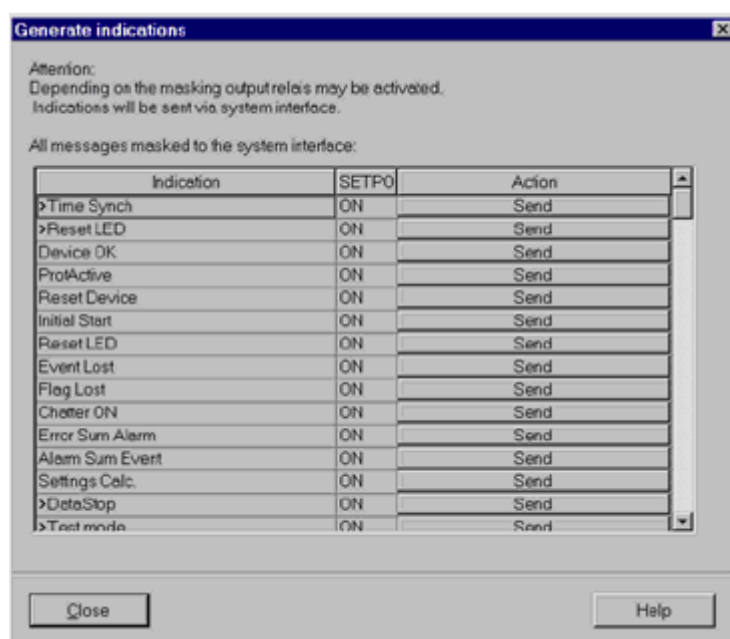 Generate indications
Attention:
Depending on the masking output relais may be activated.
Indications will be sent via system interface.
All messages masked to the system interface:
Indication SETPO Action
>Time Synch ON Send
>Reset LED ON Send
Device OK ON Send
ProtActive ON Send
Reset Device ON Send
Initial Start ON Send
Reset LED ON Send
Event Lost ON Send
Flag Lost ON Send
Chatter ON ON Send
Error Sum Alarm ON Send
Alarm Sum Event ON Send
Settings Calc. ON Send
>DataStop ON Send
>Test mode ON Send
Close Help